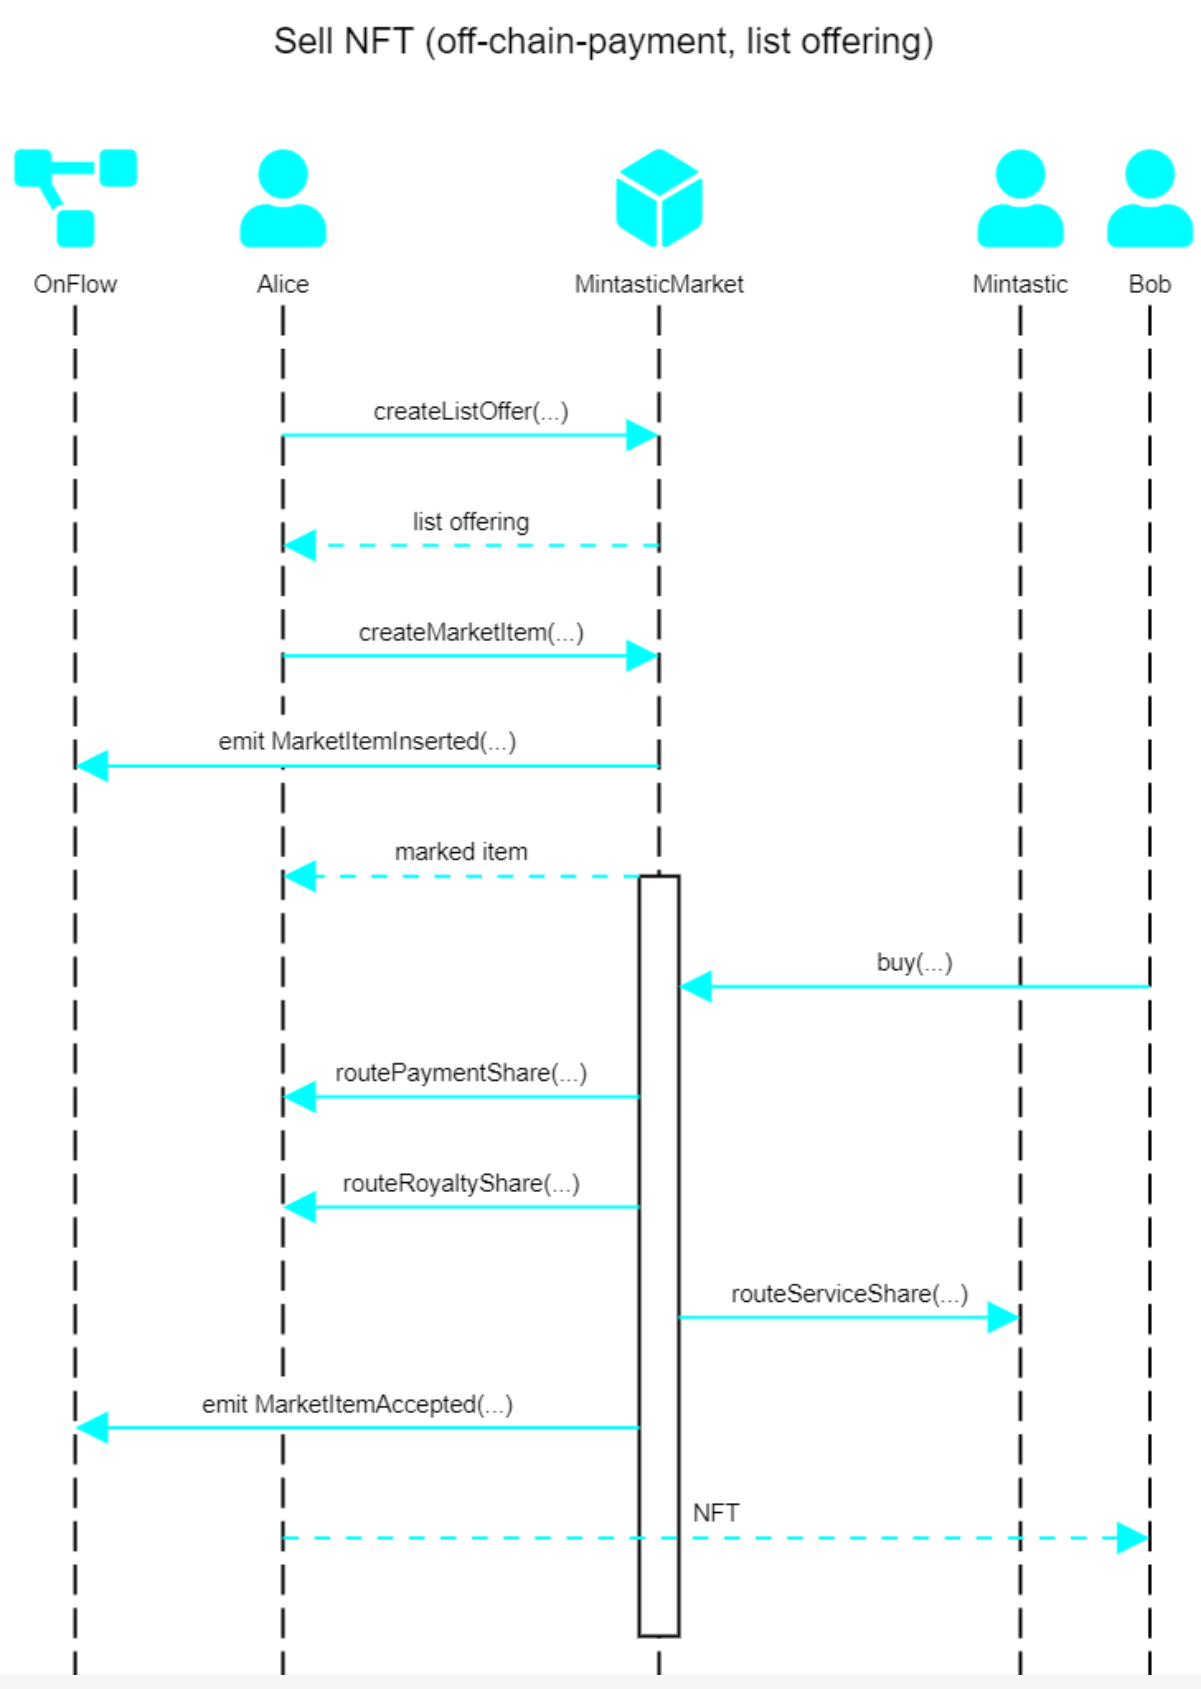 Sell NFT (off-chain-payment, list offering)
OnFlow
Alice
MintasticMarket
Mintastic
Bob
createListOffer(...)
list offering
createMarketItem(...)
emit MarketItemInserted(...)
marked item
buy(...)
routePaymentShare(...)
routeRoyaltyShare(...)
routeServiceShare(...)
emit MarketItemAccepted(...)
NFT